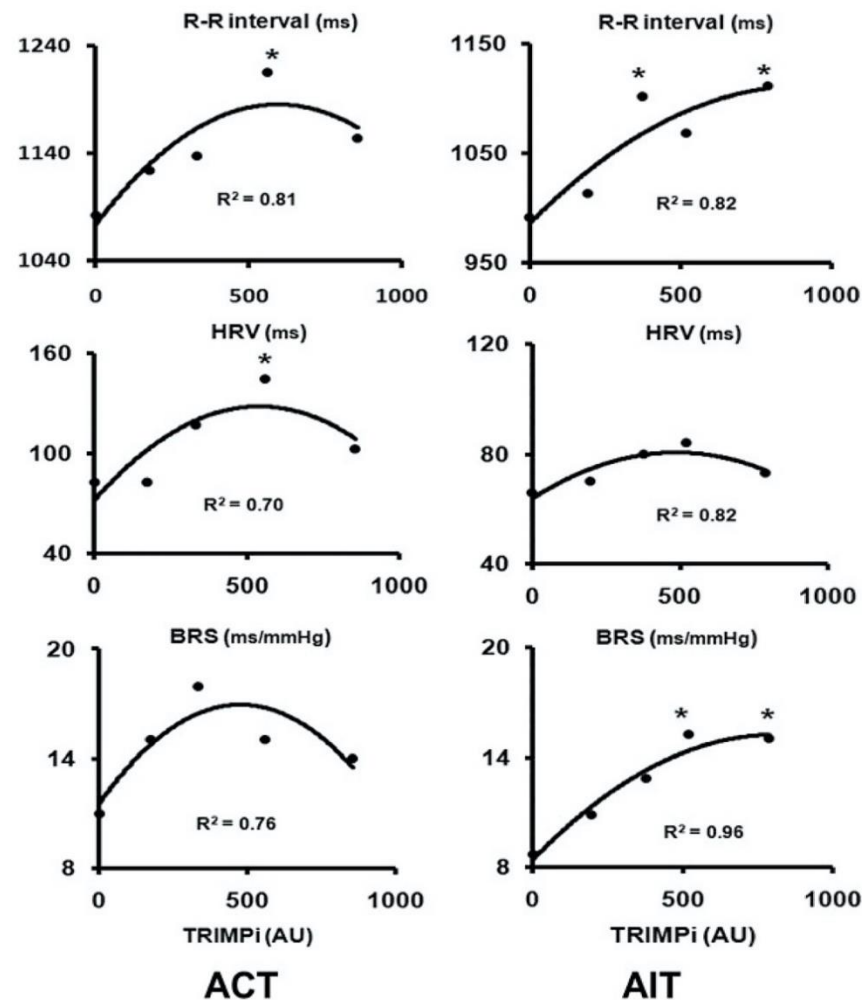 R-R interval (ms)
1240
*
1140
R² = 0.81
1040
0 500 1000
R-R interval (ms)
1150
* *
1050
R² = 0.82
950
0 500 1000
HRV (ms)
160
*
100
R² = 0.70
40
0 500 1000
HRV (ms)
120
80
R² = 0.82
40
0 500 1000
BRS (ms/mmHg)
20
14
R² = 0.76
8
0 500 1000
TRIMPi (AU)
ACT
BRS (ms/mmHg)
20
* *
14
R² = 0.96
8
0 500 1000
TRIMPi (AU)
AIT